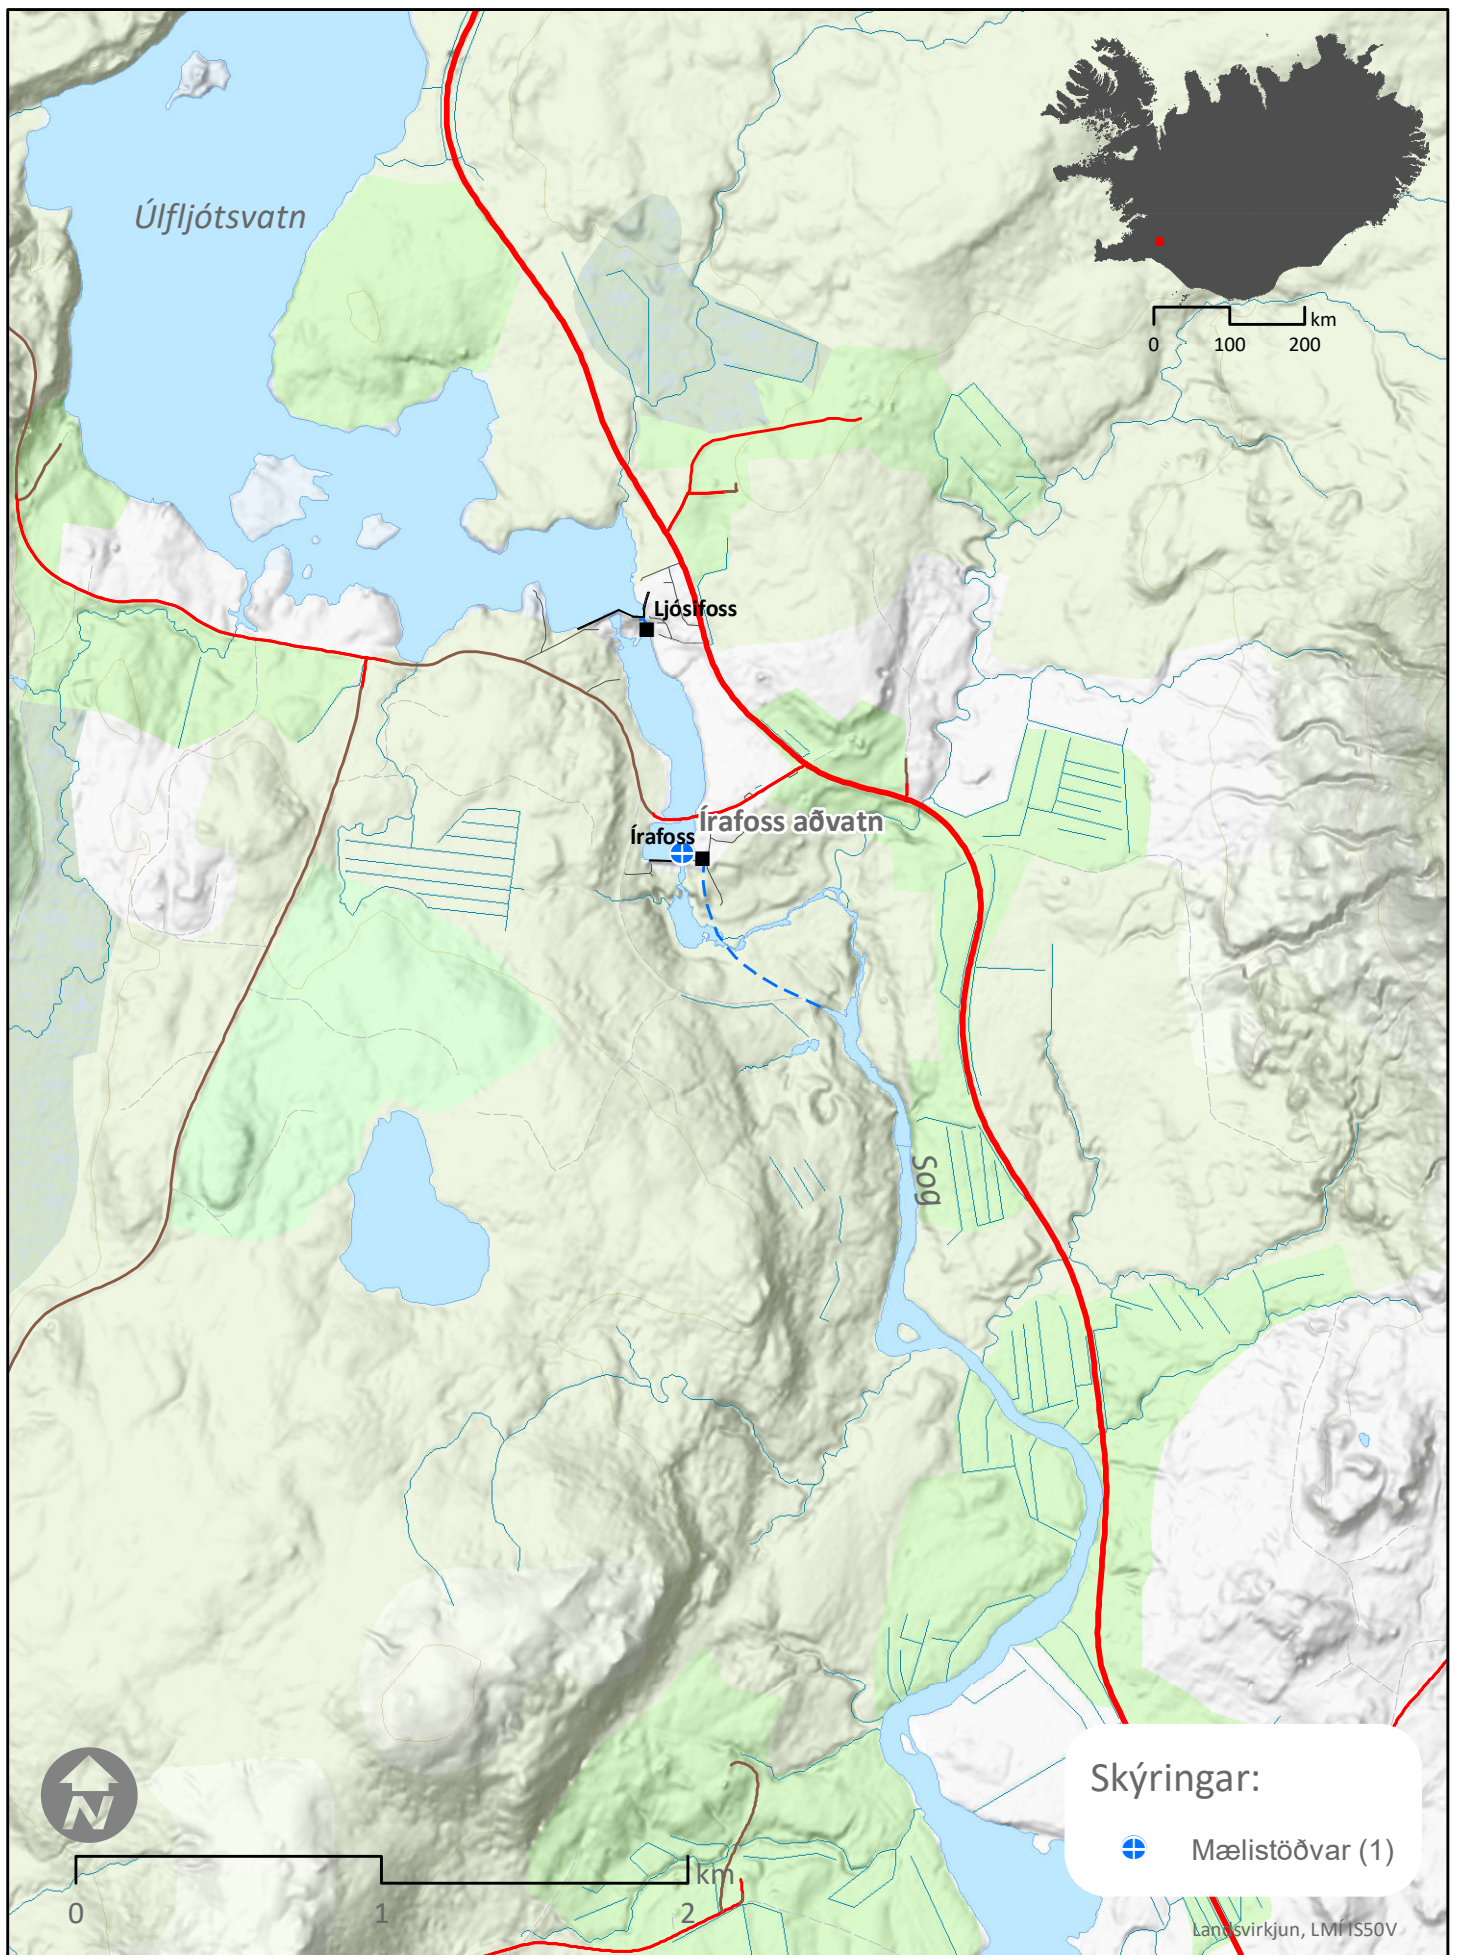 Úlfljótsvatn
km
0 100 200
Ljósifoss
Írafoss aðvatn
Írafoss
Sog
Skýringar:
Mælistöðvar (1)
N
km
0 1 2
Landsvirkjun, LMÍ IS50V